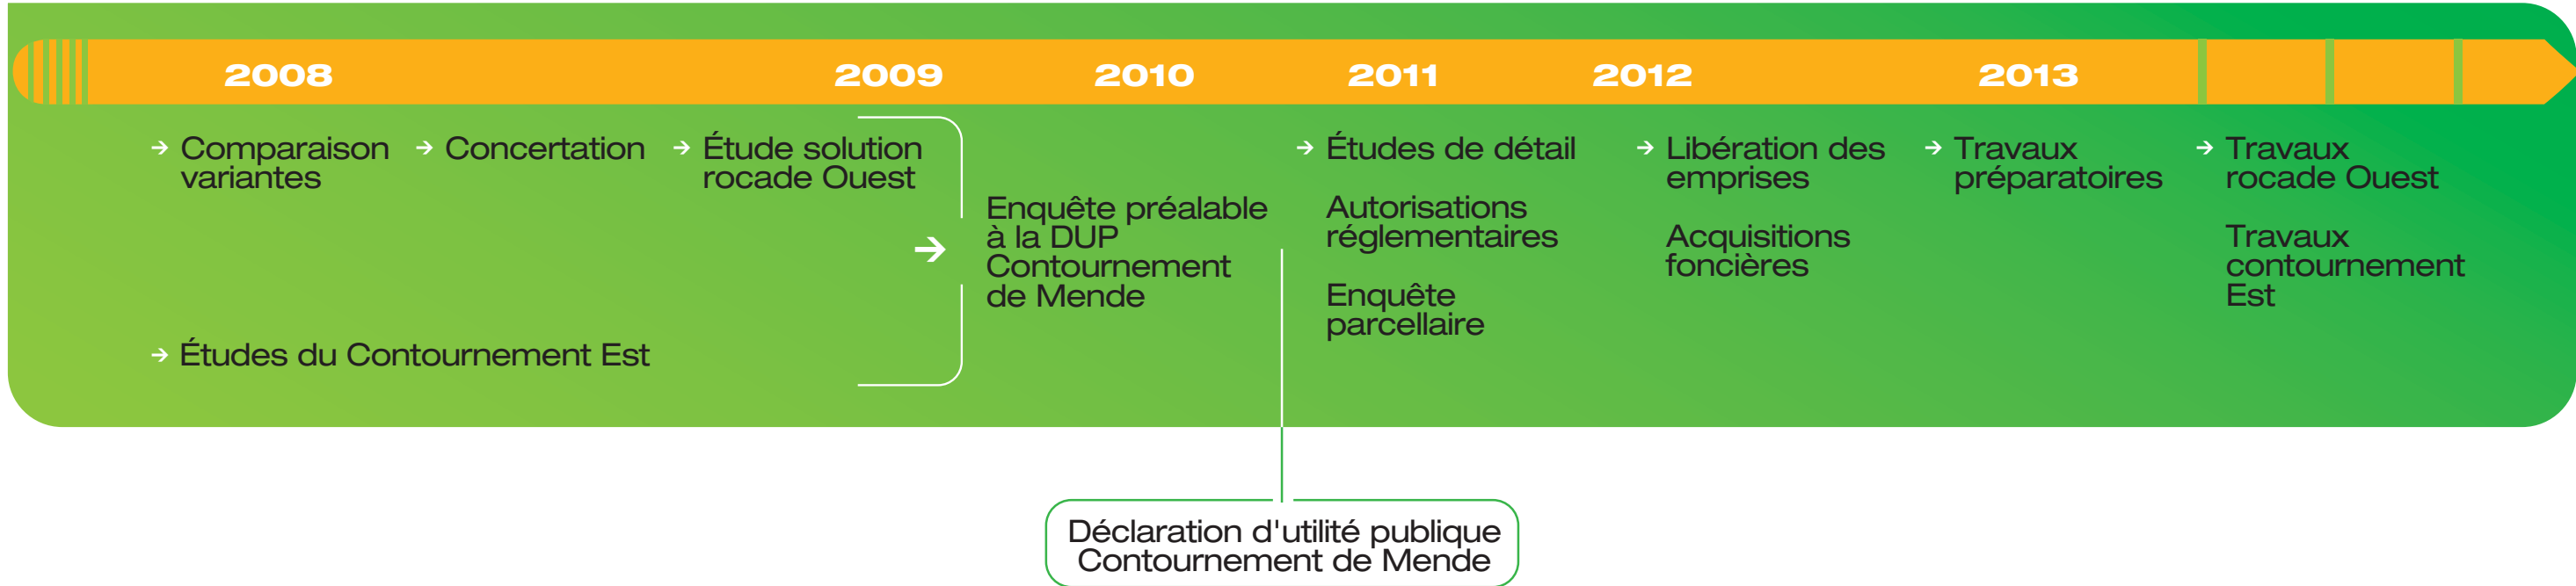 2008 2009 2010 2011 2012 2013
→ Comparaison
variantes
→ Concertation
→ Étude solution
rocade Ouest
→ Études du Contournement Est
→
Enquête préalable
à la DUP
Contournement
de Mende
→ Études de détail
Autorisations
réglementaires
Enquête
parcellaire
→ Libération des
emprises
Acquisitions
foncières
→ Travaux
préparatoires
→ Travaux
rocade Ouest
Travaux
contournement
Est
Déclaration d'utilité publique
Contournement de Mende